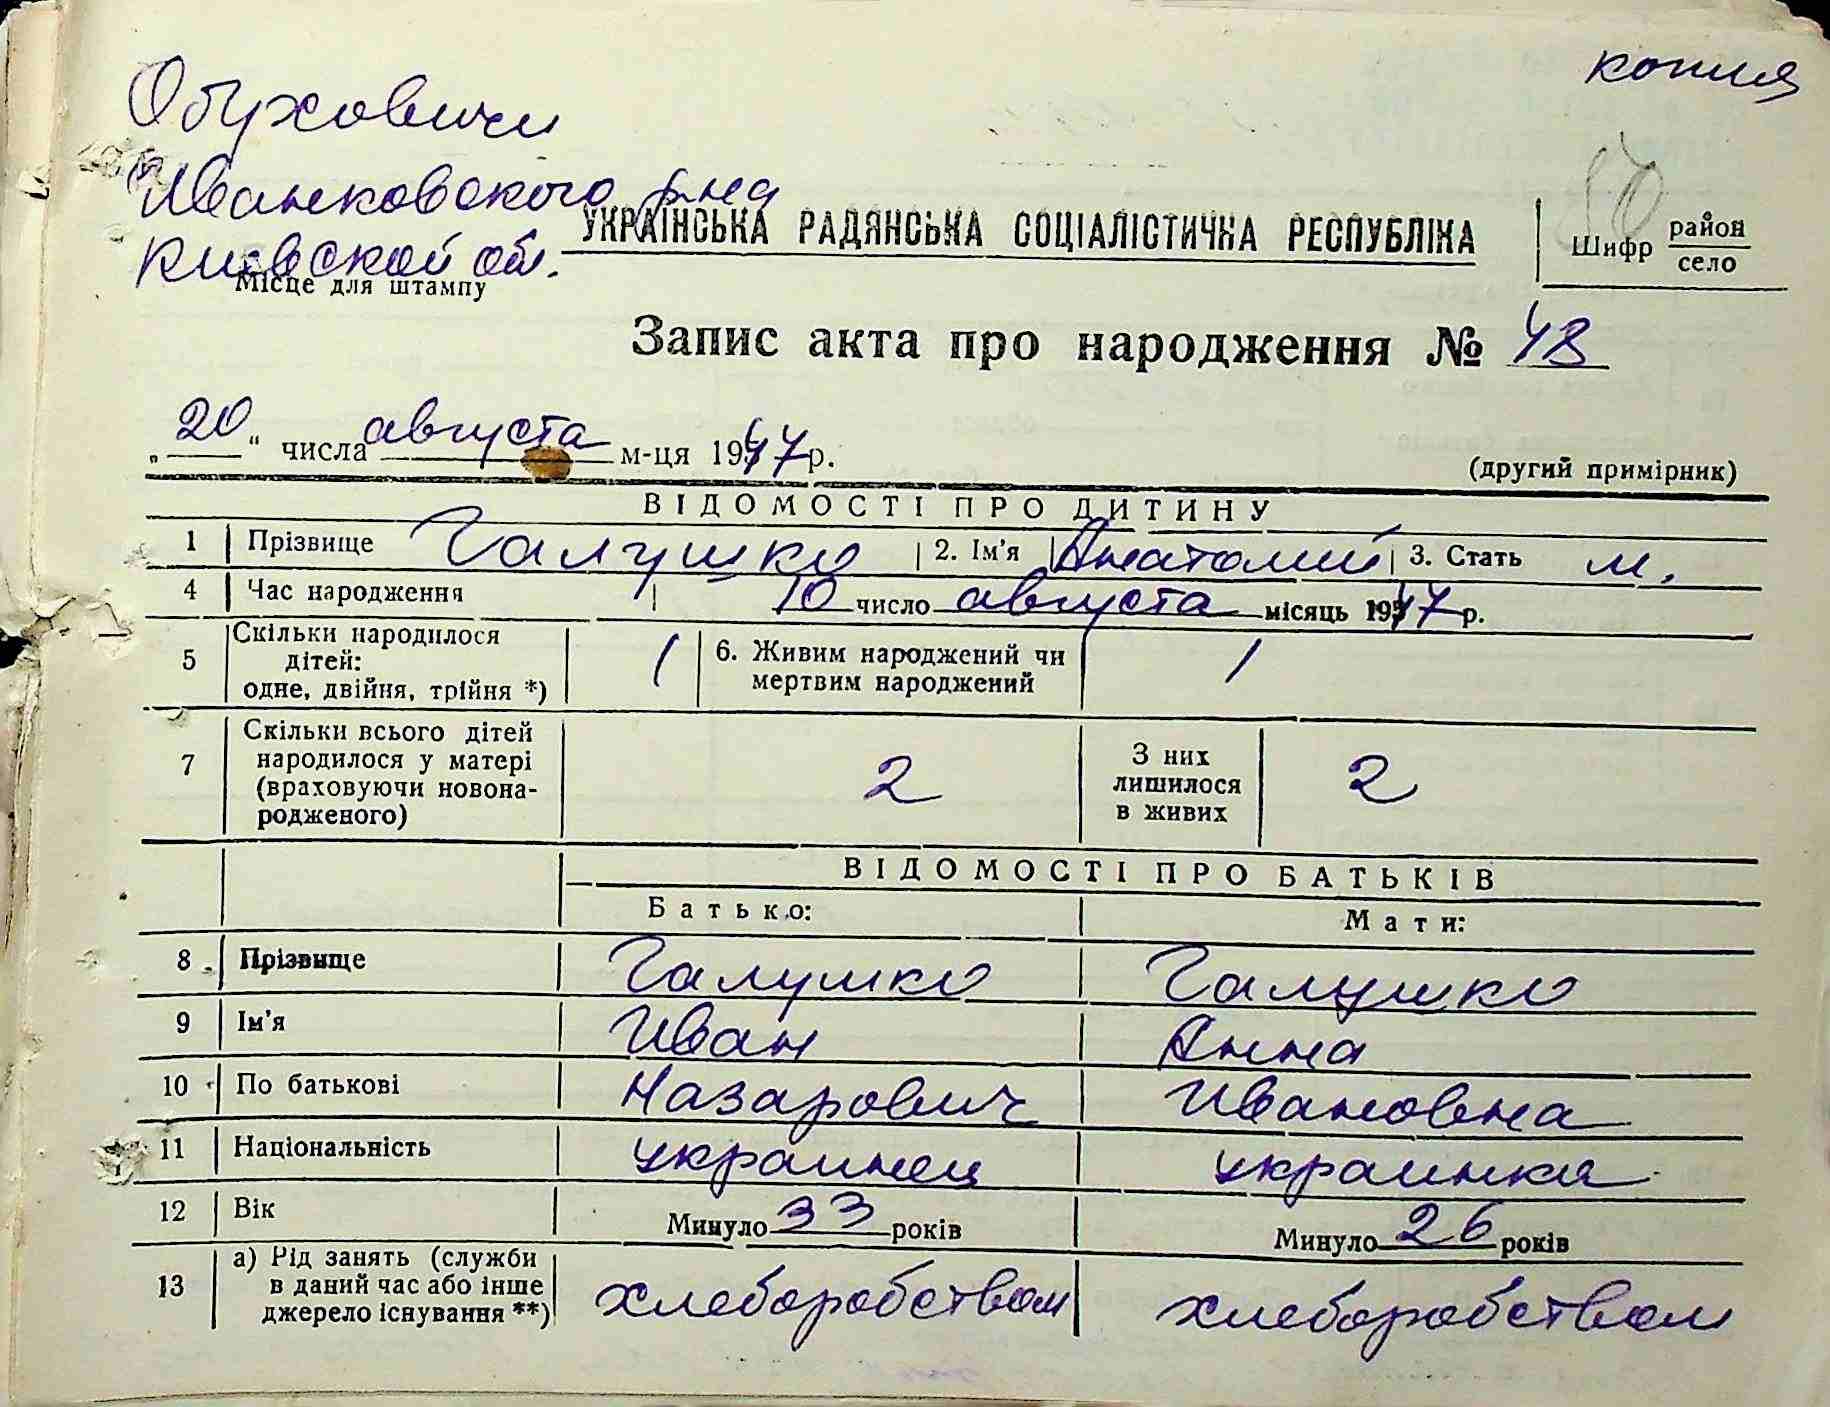 копия
Обуховичи
Иванковского р-на
Киевской об.
УКРАЇНСЬКА РАДЯНСЬКА СОЦІАЛІСТИЧНА РЕСПУБЛІКА
Місце для штампу
Шифр район
село
Запис акта про народження № 48
„20" числа августа м-ця 1947 р.
(другий примірник)
ВІДОМОСТІ ПРО ДИТИНУ
1 Прізвище Галушко 2. Ім'я Анатолий 3. Стать м.
4 Час народження 10 число августа місяць 1947 р.
5 Скільки народилося дітей: одне, двійня, трійня *) 1 6. Живим народжений чи мертвим народжений 1
7 Скільки всього дітей народилося у матері (враховуючи новона-родженого) 2 З них лишилося в живих 2
ВІДОМОСТІ ПРО БАТЬКІВ
Батько: Мати:
8 Прізвище Галушко Галушко
9 Ім'я Иван Анна
10 По батькові Назарович Ивановна
11 Національність украинец украинка
12 Вік Минуло 33 років Минуло 26 років
13 а) Рід занять (служби в даний час або інше джерело існування **) хлеборобством хлеборобством